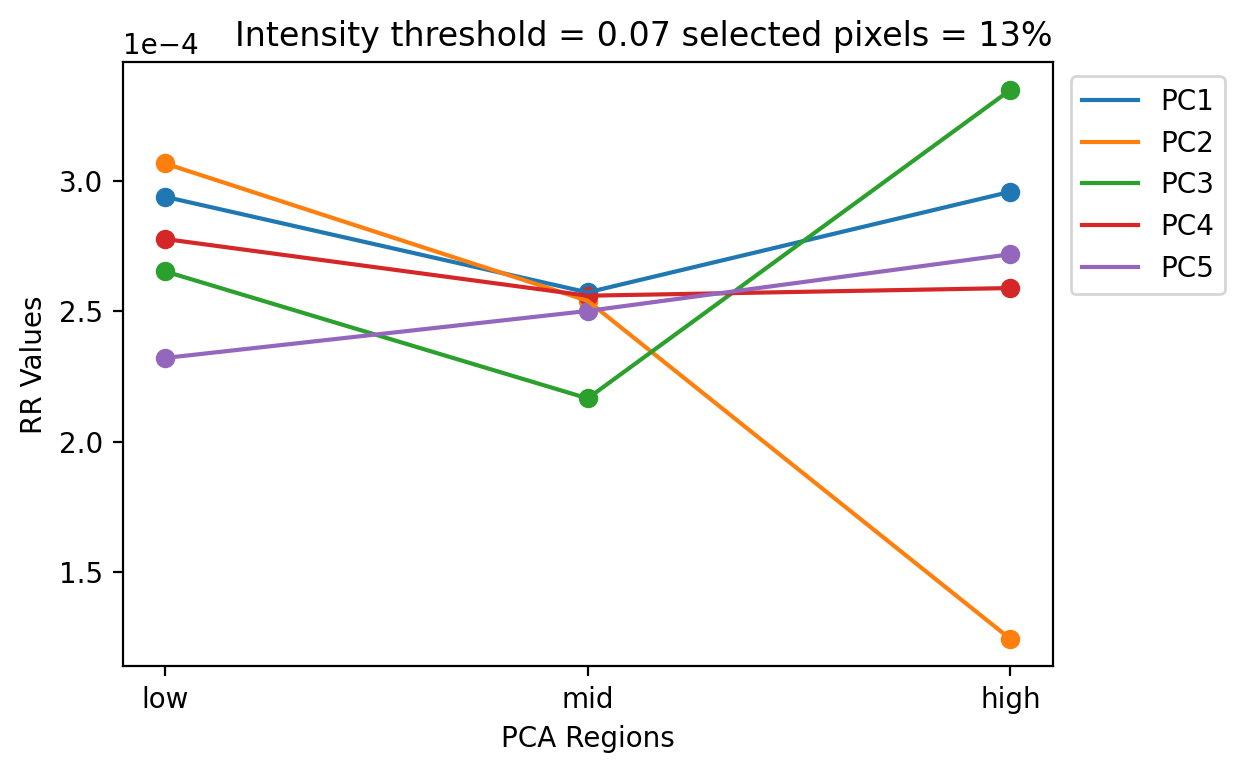 Intensity threshold = 0.07 selected pixels = 13%
1e−4
3.0
2.5
2.0
1.5
RR Values
low
mid
high
PCA Regions
PC1
PC2
PC3
PC4
PC5